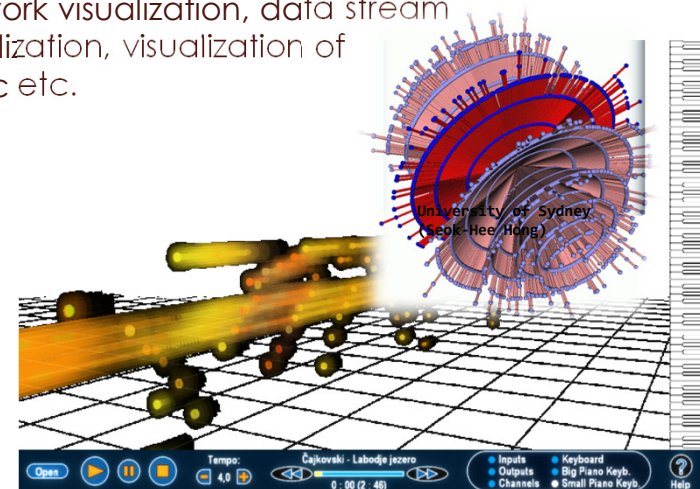 ork visualization, data stream
lization, visualization of
c etc.
University of Sydney
(Seok-Hee Hong)
Open
Tempo:
4,0
Čajkovski - Labodje jezero
0 : 00 (2 : 46)
Inputs
Outputs
Channels
Keyboard
Big Piano Keyb.
Small Piano Keyb.
?
Help